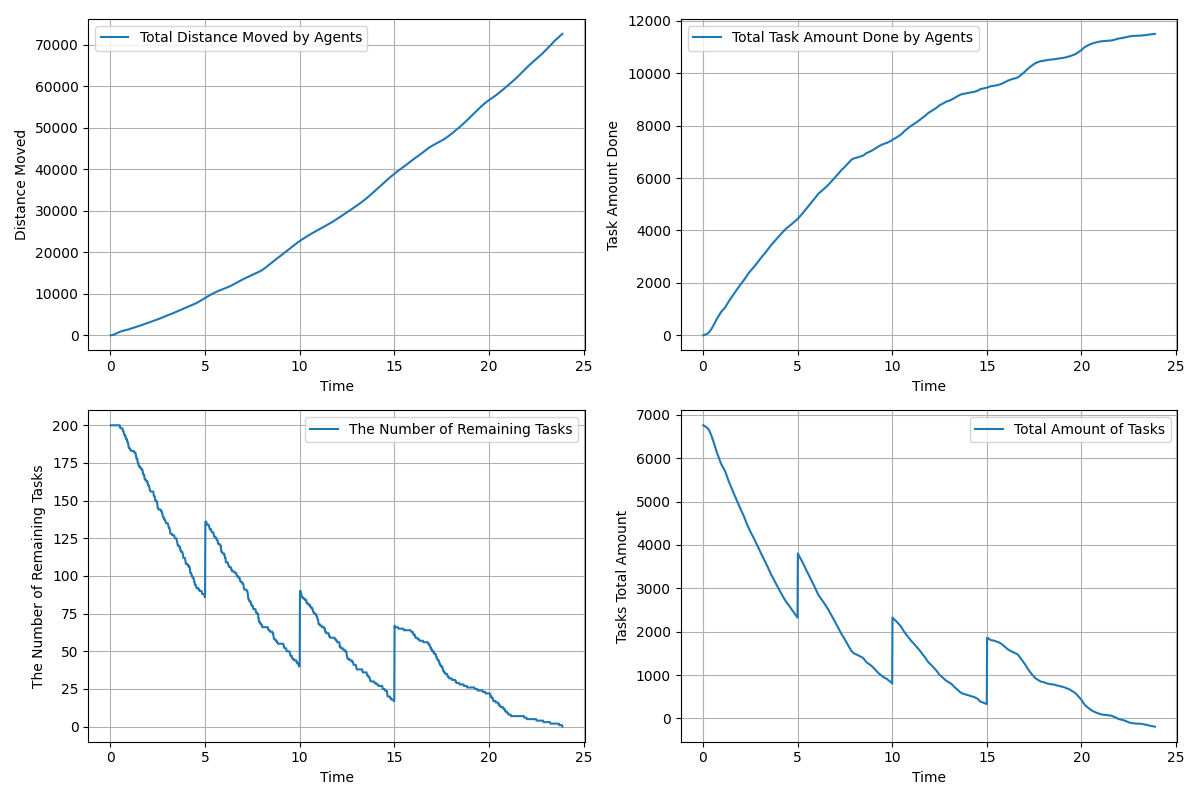 Total Distance Moved by Agents
Distance Moved
70000
60000
50000
40000
30000
20000
10000
0
0 5 10 15 20 25
Time
Total Task Amount Done by Agents
Task Amount Done
12000
10000
8000
6000
4000
2000
0
0 5 10 15 20 25
Time
The Number of Remaining Tasks
The Number of Remaining Tasks
200
175
150
125
100
75
50
25
0
0 5 10 15 20 25
Time
Total Amount of Tasks
Tasks Total Amount
7000
6000
5000
4000
3000
2000
1000
0
0 5 10 15 20 25
Time